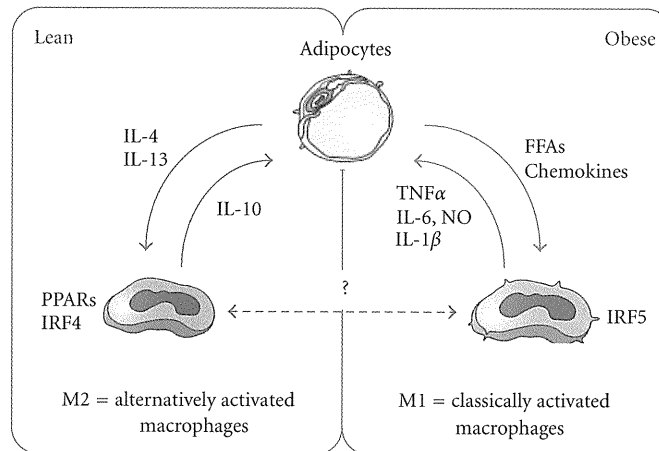 Lean
Obese
Adipocytes
IL-4
IL-13
IL-10
FFAs
Chemokines
TNFα
IL-6, NO
IL-1β
?
PPARs
IRF4
IRF5
M2 = alternatively activated
macrophages
M1 = classically activated
macrophages